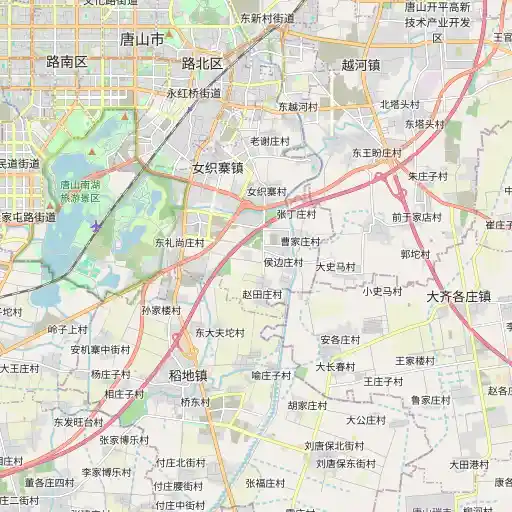 东新村街道
唐山开平高新
技术产业开发
区
唐山市
路南区
路北区
越河镇
永红桥街道
东越河村
北塔头村
东塔头村
老谢庄村
东王盼庄村
民道街道
女织寨镇
朱庄子村
唐山南湖
旅游景区
女织寨村
家屯路街道
张丁庄村
前于家店村
东礼尚庄村
曹家庄村
郭坨村
侯边庄村
大史马村
赵田庄村
小史马村
大齐各庄镇
孙家楼村
岭子上村
东大夫坨村
安各庄村
安机寨中街村
大王庄村
杨庄子村
稻地镇
喻庄子村
大长春村
王家楼村
王庄子村
相庄子村
桥东村
胡家庄村
鲁家庄村
东发旺台村
大公庄村
张家博乐村
刘唐保北街村
刘唐保东街村
付庄北街村
大田港村
李家博乐村
董各庄四村
付庄腰街村
张福庄村
付庄中街村